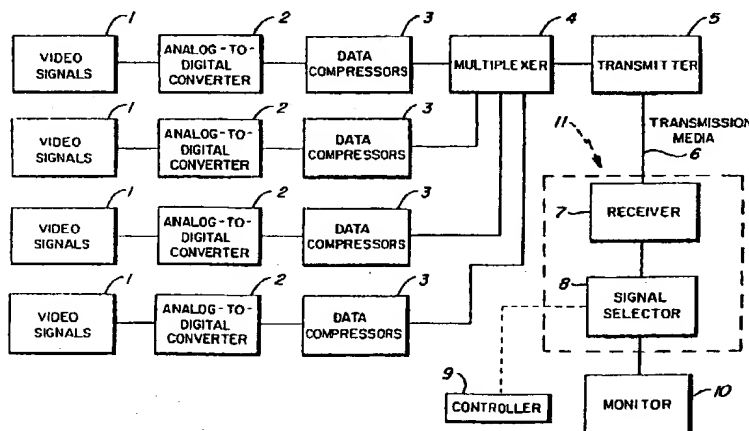 1
VIDEO
SIGNALS
2
ANALOG-TO-
DIGITAL
CONVERTER
3
DATA
COMPRESSORS
4
MULTIPLEXER
5
TRANSMITTER
1
VIDEO
SIGNALS
2
ANALOG-TO-
DIGITAL
CONVERTER
3
DATA
COMPRESSORS
11
TRANSMISSION
MEDIA
6
1
VIDEO
SIGNALS
2
ANALOG-TO-
DIGITAL
CONVERTER
3
DATA
COMPRESSORS
7
RECEIVER
1
VIDEO
SIGNALS
2
ANALOG-TO-
DIGITAL
CONVERTER
3
DATA
COMPRESSORS
8
SIGNAL
SELECTOR
9
CONTROLLER
MONITOR
10